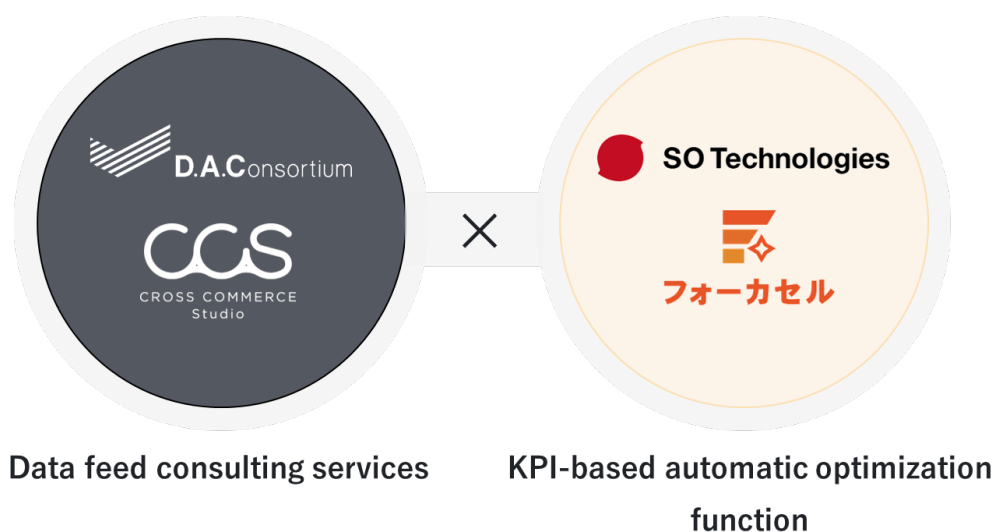 D.A.Consortium
CCS
CROSS COMMERCE
Studio
×
SO Technologies
フォーカセル
Data feed consulting services
KPI-based automatic optimization
function